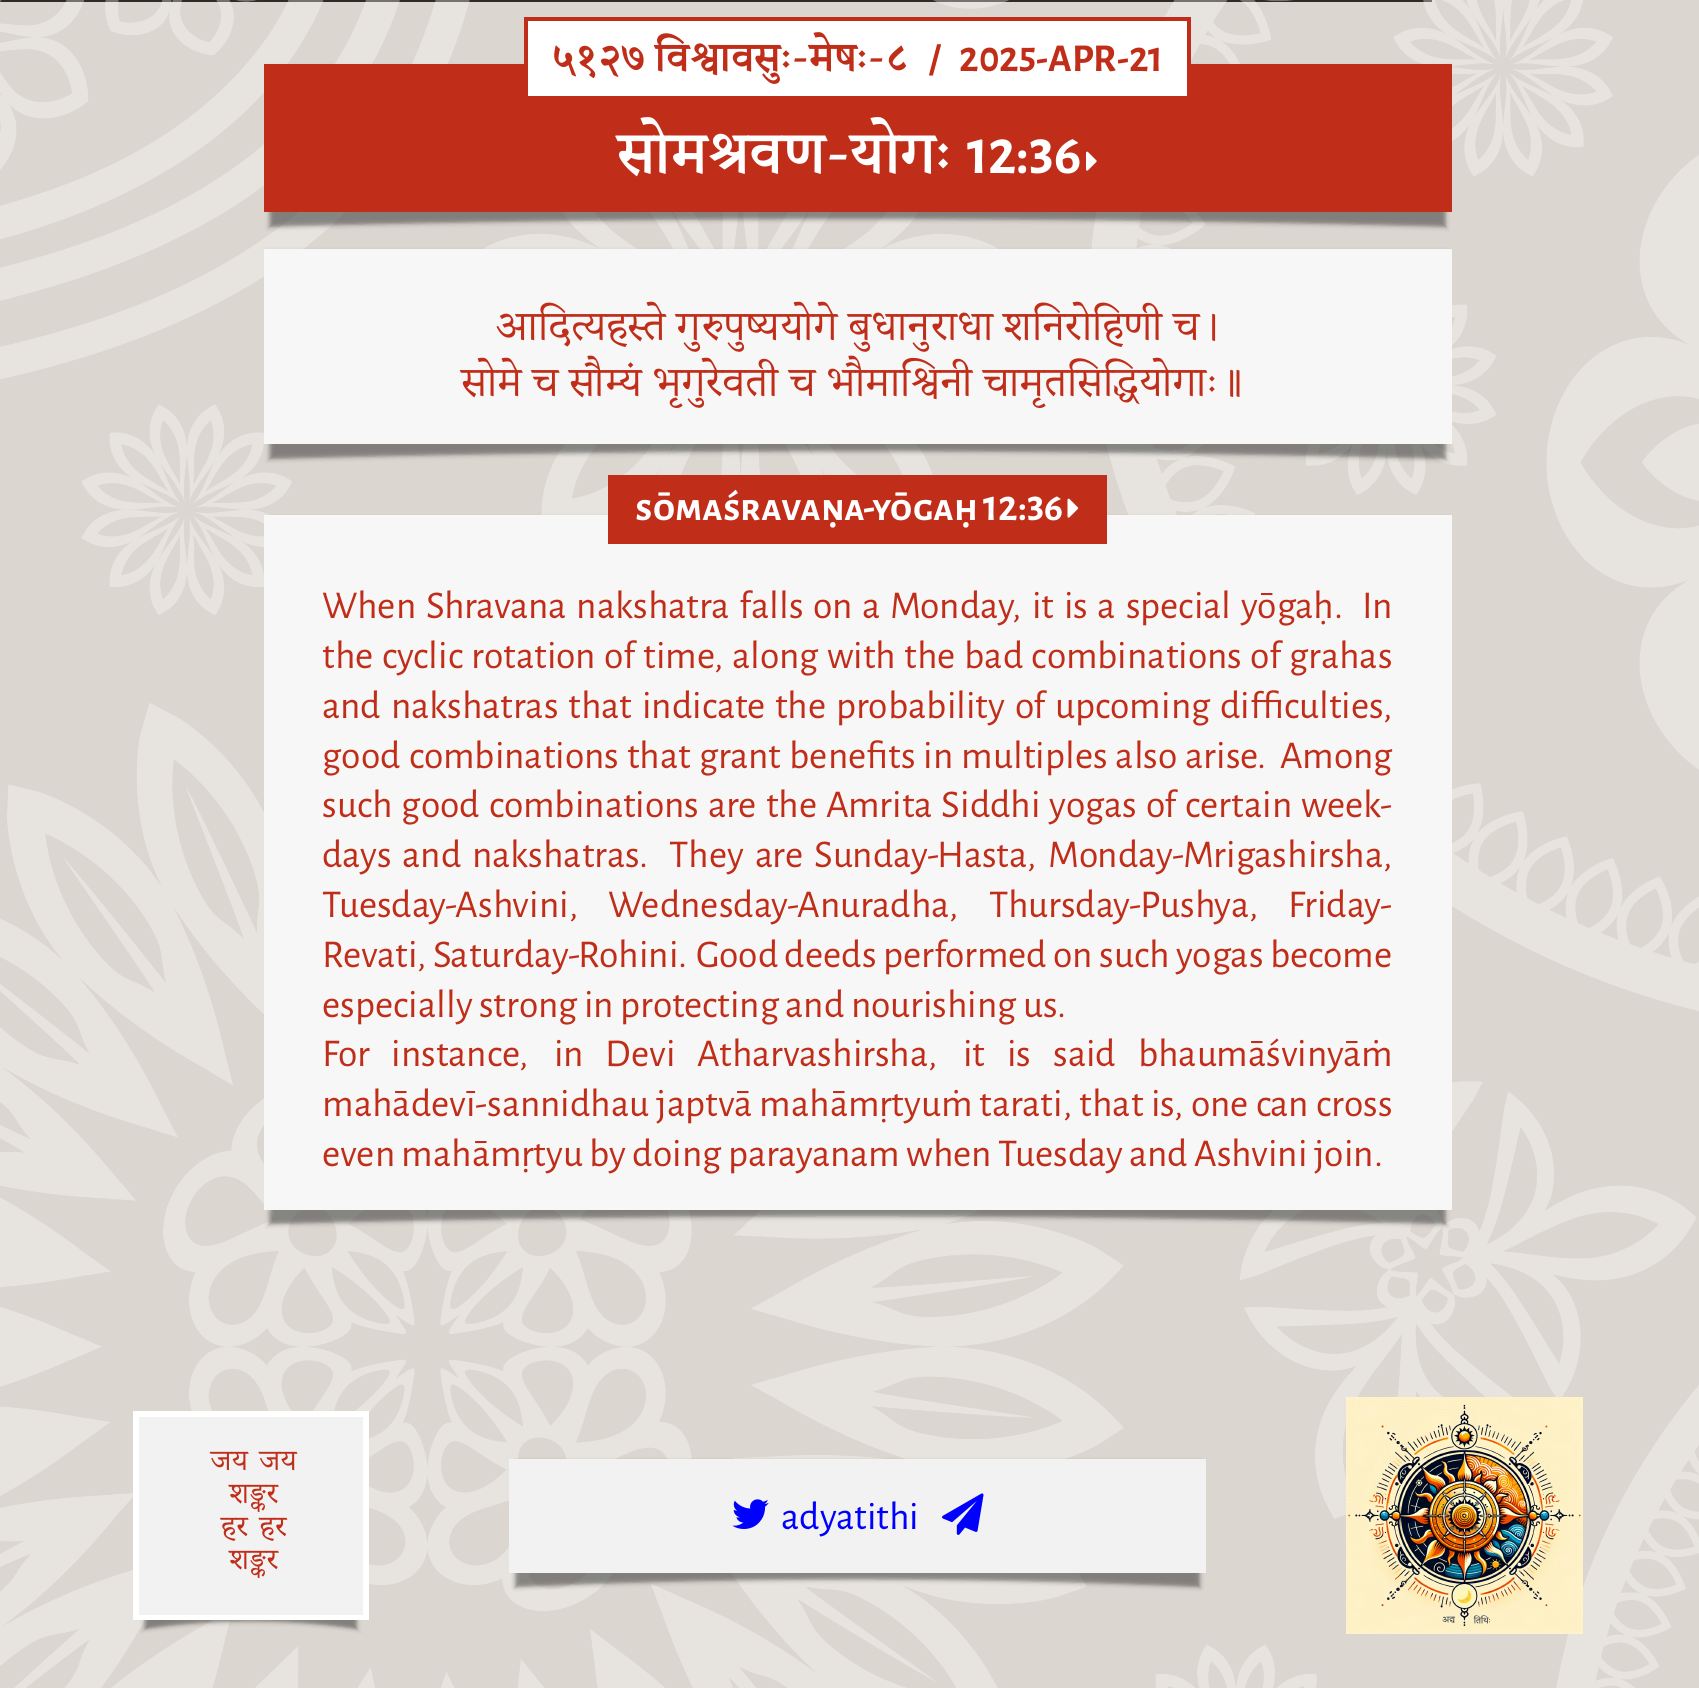 ५१२७ विश्वावसुः-मेषः-८ / 2025-APR-21
सोमश्रवण-योगः 12:36
आदित्यहस्ते गुरुपुष्ययोगे बुधानुराधा शनिरोहिणी च।
सोमे च सौम्यं भृगुरेवती च भौमाश्विनी चामृतसिद्धियोगाः॥
SŌMAŚRAVAṆA-YŌGAḤ 12:36
When Shravana nakshatra falls on a Monday, it is a special yōgaḥ. In
the cyclic rotation of time, along with the bad combinations of grahas
and nakshatras that indicate the probability of upcoming difficulties,
good combinations that grant benefits in multiples also arise. Among
such good combinations are the Amrita Siddhi yogas of certain week-
days and nakshatras. They are Sunday-Hasta, Monday-Mrigashirsha,
Tuesday-Ashvini, Wednesday-Anuradha, Thursday-Pushya, Friday-
Revati, Saturday-Rohini. Good deeds performed on such yogas become
especially strong in protecting and nourishing us.
For instance, in Devi Atharvashirsha, it is said bhaumāśvinyāṁ
mahādevī-sannidhau japtvā mahāmṛtyuṁ tarati, that is, one can cross
even mahāmṛtyu by doing parayanam when Tuesday and Ashvini join.
जय जय
शङ्कर
हर हर
शङ्कर
adyatithi
अद्य तिथिः